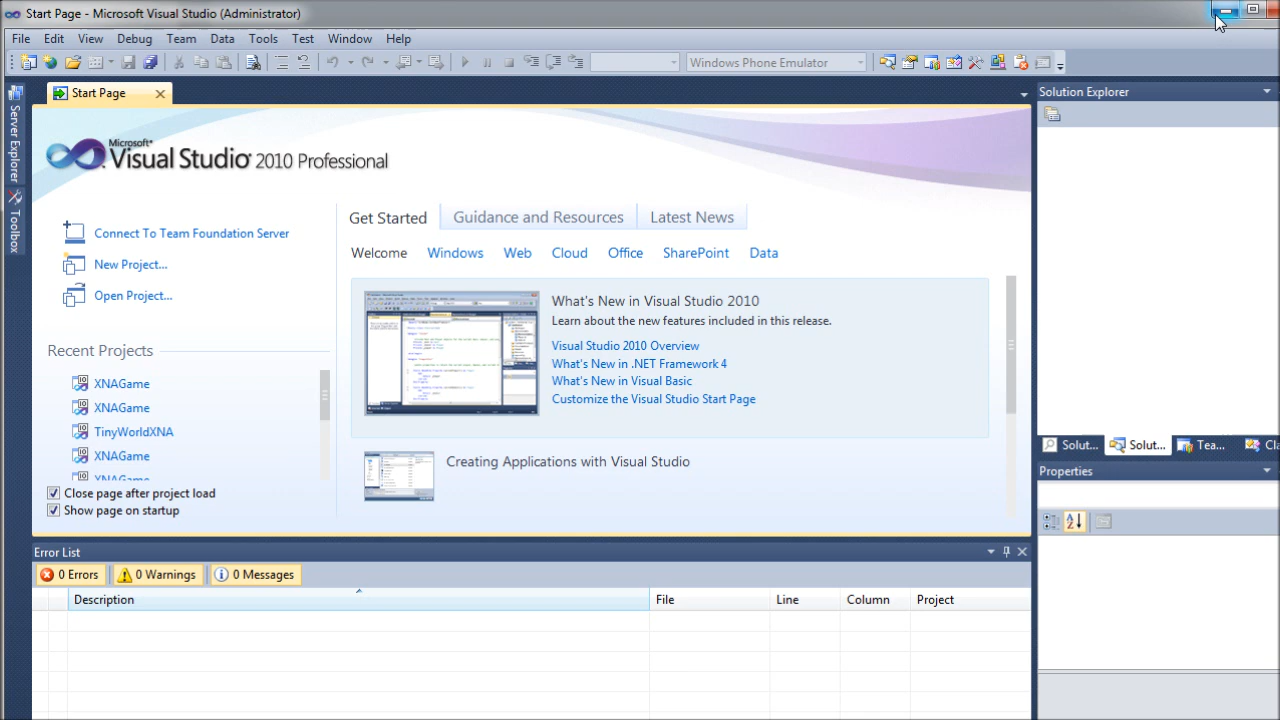 Start Page - Microsoft Visual Studio (Administrator)
File Edit View Debug Team Data Tools Test Window Help
Windows Phone Emulator
Server Explorer
Toolbox
Start Page
Microsoft
Visual Studio 2010 Professional
Connect To Team Foundation Server
New Project...
Open Project...
Recent Projects
XNAGame
XNAGame
TinyWorldXNA
XNAGame
XNAGame
Close page after project load
Show page on startup
Get Started Guidance and Resources Latest News
Welcome Windows Web Cloud Office SharePoint Data
What's New in Visual Studio 2010
Learn about the new features included in this release.
Visual Studio 2010 Overview
What's New in .NET Framework 4
What's New in Visual Basic
Customize the Visual Studio Start Page
Creating Applications with Visual Studio
Solution Explorer
Solut... Solut... Tea... Cla
Properties
Error List
0 Errors 0 Warnings 0 Messages
Description File Line Column Project